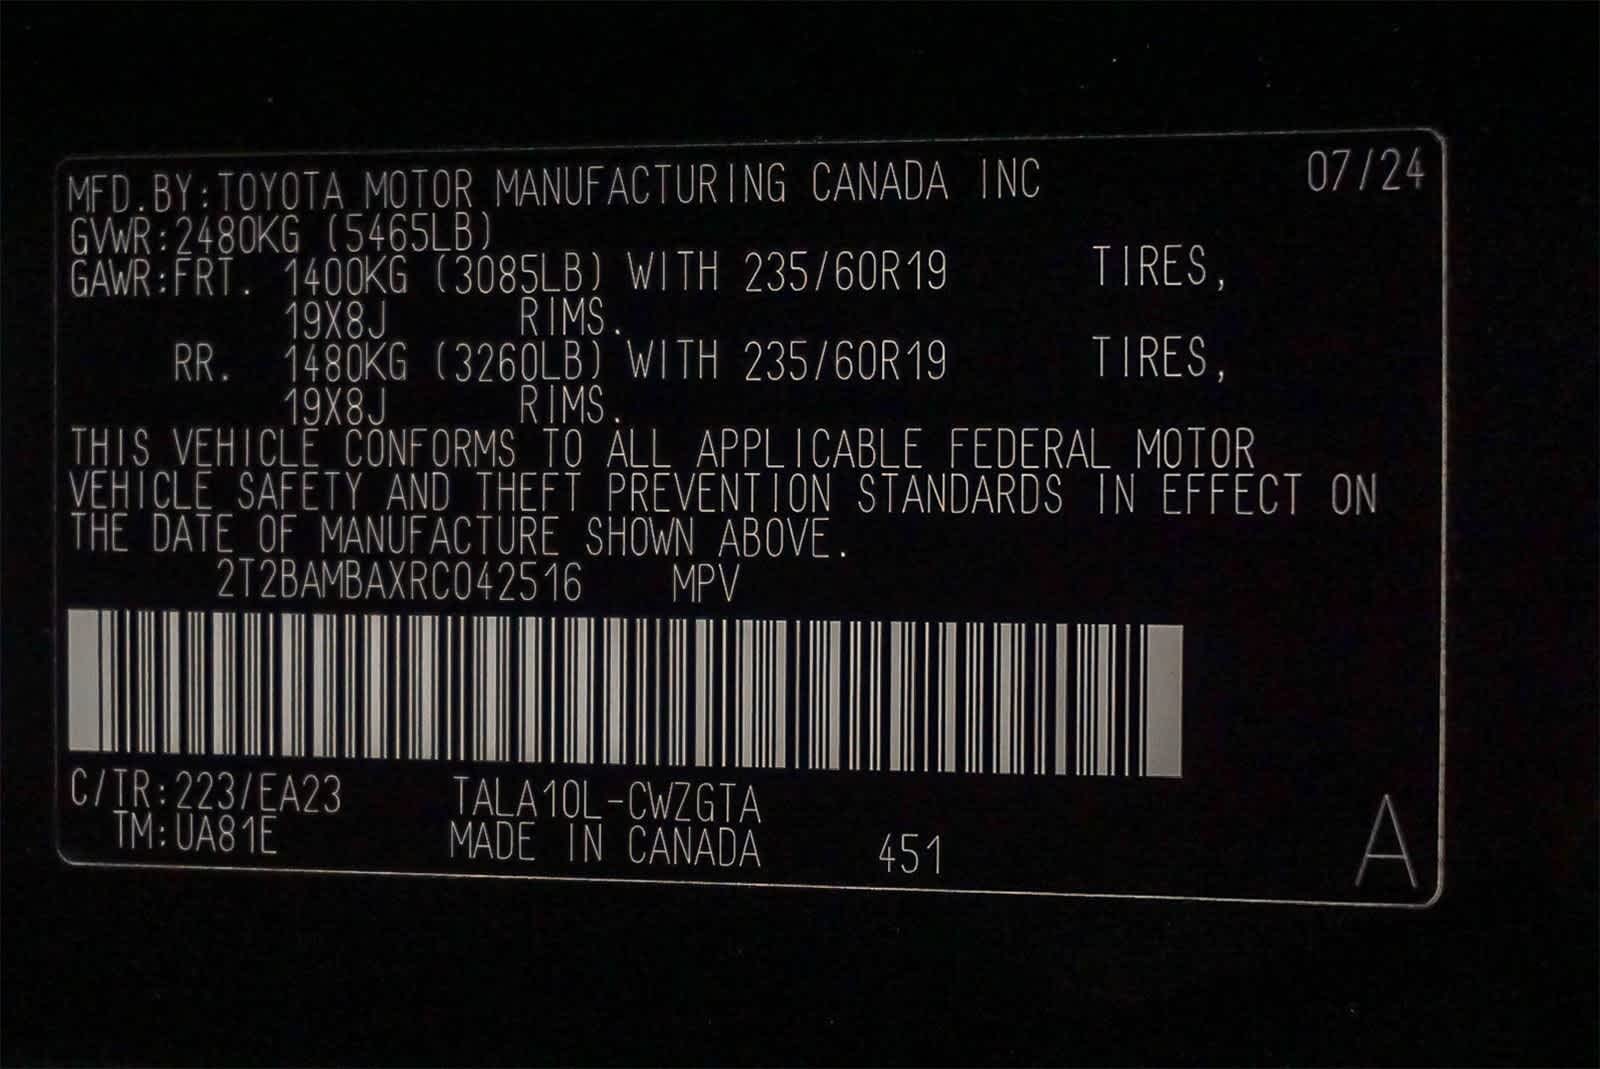 MFD.BY:TOYOTA MOTOR MANUFACTURING CANADA INC 07/24
GVWR:2480KG (5465LB)
GAWR:FRT. 1400KG (3085LB) WITH 235/60R19 TIRES,
19X8J RIMS.
RR. 1480KG (3260LB) WITH 235/60R19 TIRES,
19X8J RIMS.
THIS VEHICLE CONFORMS TO ALL APPLICABLE FEDERAL MOTOR
VEHICLE SAFETY AND THEFT PREVENTION STANDARDS IN EFFECT ON
THE DATE OF MANUFACTURE SHOWN ABOVE.
2T2BAMBAXRC042516 MPV
C/TR:223/EA23 TALA10L-CWZGTA
TM:UA81E MADE IN CANADA 451 A